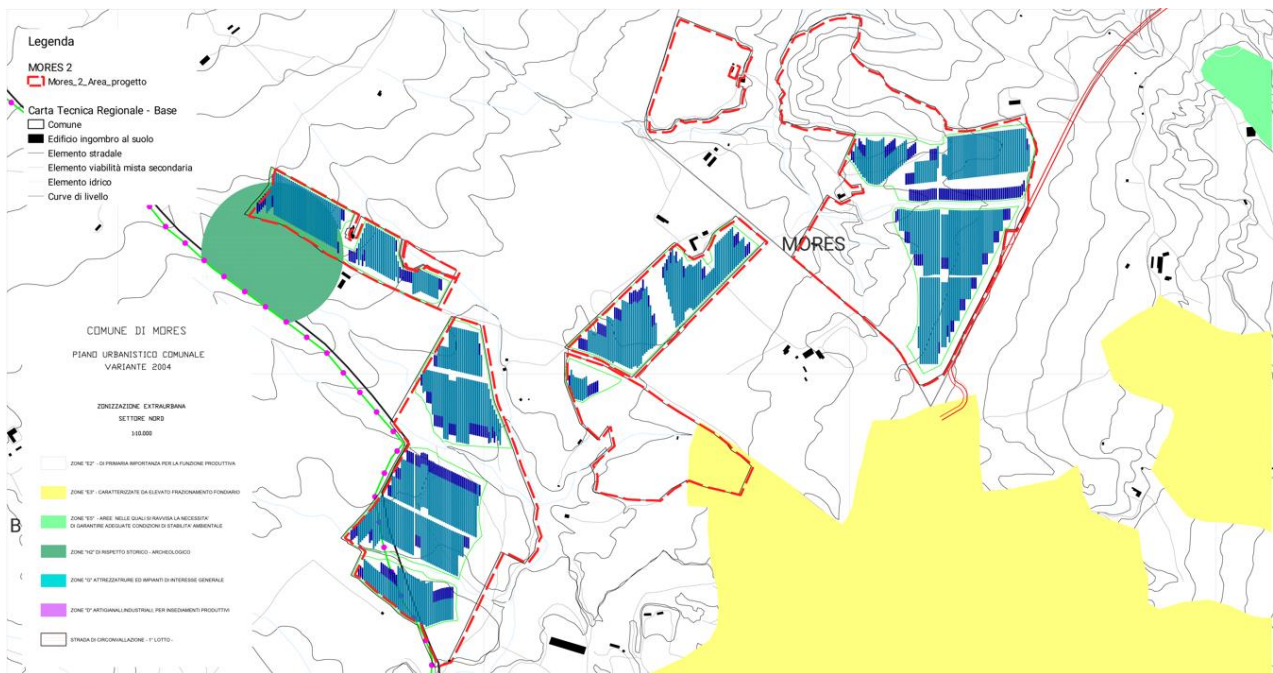 Legenda
MORES 2
Mores_2_Area_progetto
Carta Tecnica Regionale - Base
Comune
Edificio ingombro al suolo
Elemento stradale
Elemento viabilità mista secondaria
Elemento idrico
Curve di livello
MORES
COMUNE DI MORES
PIANO URBANISTICO COMUNALE
VARIANTE 2004
ZONIZZAZIONE EXTRAURBANA
SETTORE NORD
1:10.000
ZONE "E2" - DI PRIMARIA IMPORTANZA PER LA FUNZIONE PRODUTTIVA
ZONE "E3" - CARATTERIZZATE DA ELEVATO FRAZIONAMENTO FONDIARIO
ZONE "E5" - AREE NELLE QUALI SI RAVVISA LA NECESSITA'
DI GARANTIRE ADEGUATE CONDIZIONI DI STABILITA' AMBIENTALE
B
ZONE "H2" DI RISPETTO STORICO - ARCHEOLOGICO
ZONE "G" ATTREZZATRURE ED IMPIANTI DI INTERESSE GENERALE
ZONE "D" ARTIGIANALI,INDUSTRIALI, PER INSEDIAMENTI PRODUTTIVI
STRADA DI CIRCONVALLAZIONE - 1° LOTTO -